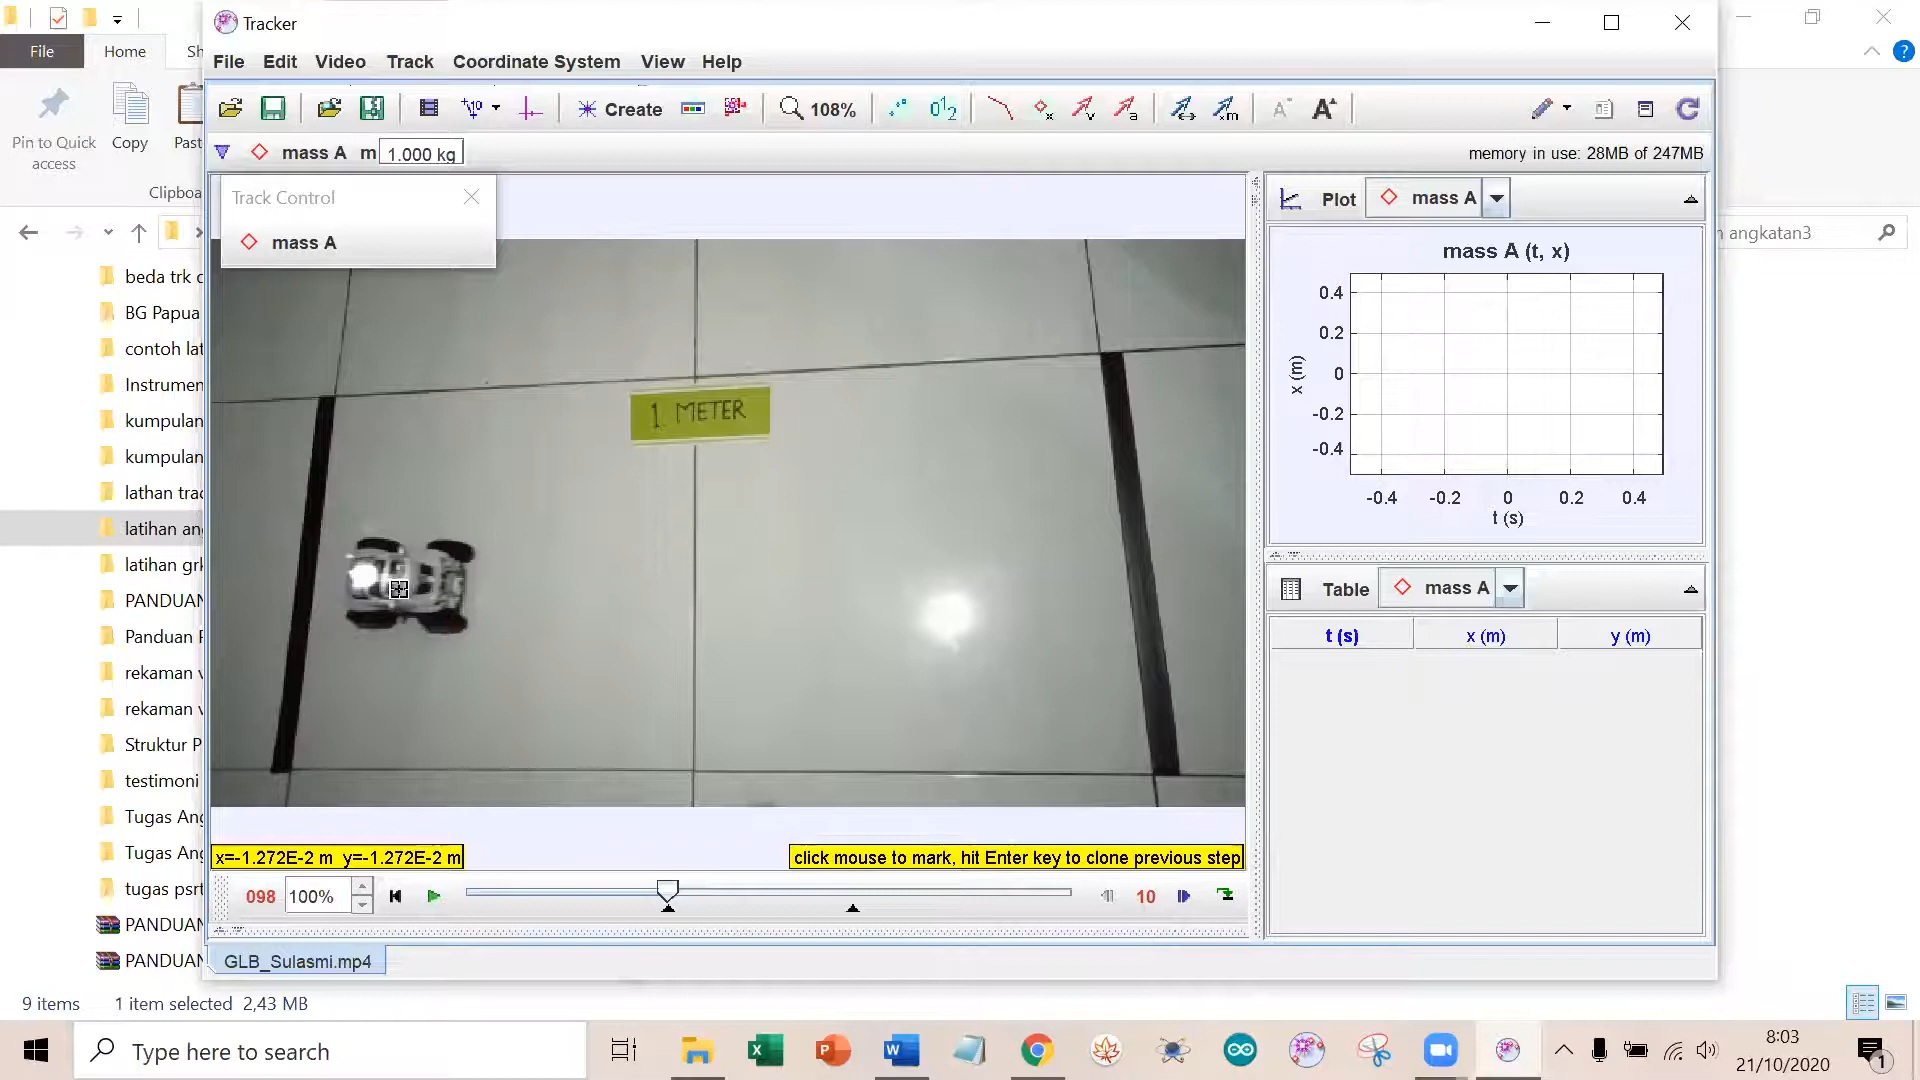 Tracker
File Home Sh
File Edit Video Track Coordinate System View Help
Create 108%
Pin to Quick access
Copy
Past
Clipboa
mass A m 1.000 kg
memory in use: 28MB of 247MB
Track Control
mass A
Plot mass A
angkatan3
mass A (t, x)
0.4
0.2
0
-0.2
-0.4
x (m)
-0.4 -0.2 0 0.2 0.4
t (s)
1 METER
Table mass A
t (s) x (m) y (m)
beda trk
BG Papua
contoh lat
Instrumen
kumpulan
kumpulan
lathan tra
latihan an
latihan grk
PANDUAN
Panduan P
rekaman v
rekaman v
Struktur P
testimoni
Tugas Ang
Tugas Ang
tugas psrt
PANDUAN
PANDUAN
x=-1.272E-2 m y=-1.272E-2 m
click mouse to mark, hit Enter key to clone previous step
098 100% 10
GLB_Sulasmi.mp4
9 items 1 item selected 2,43 MB
Type here to search
8:03
21/10/2020
1